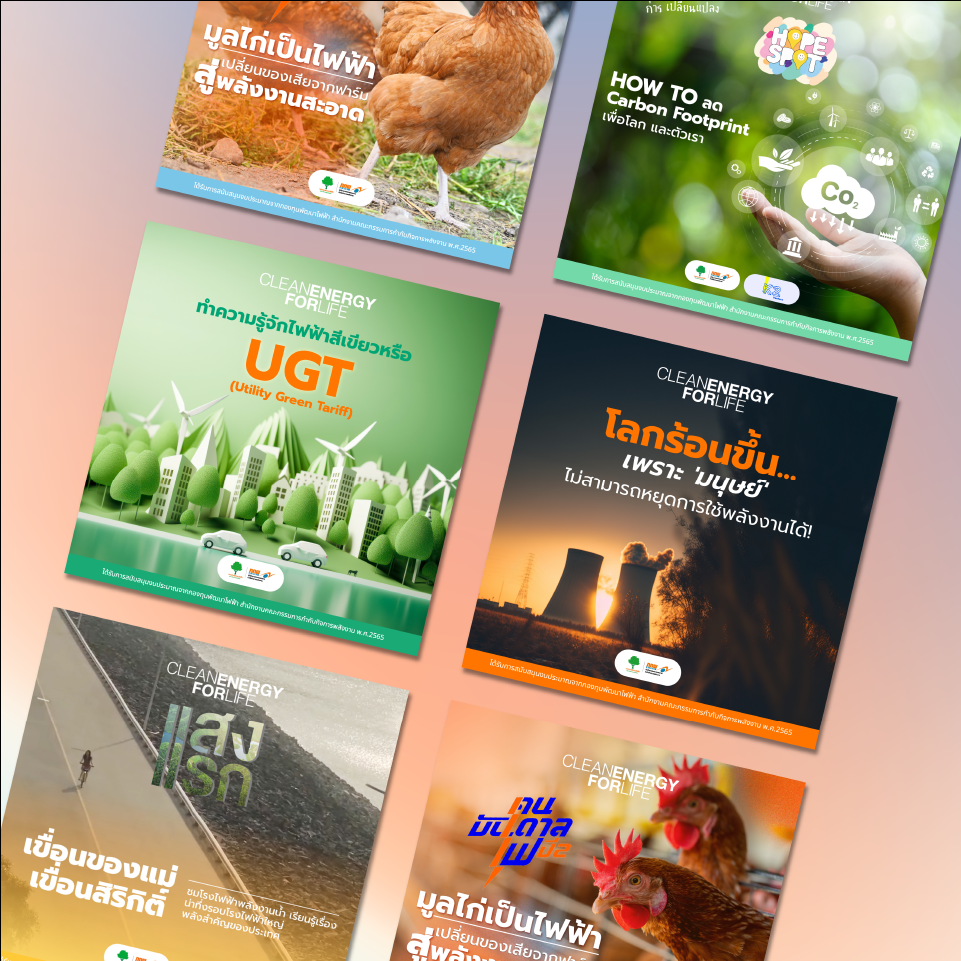 มูลไก่เป็นไฟฟ้า
เปลี่ยนของเสียจากฟาร์ม
สู่พลังงานสะอาด
ได้รับการสนับสนุนงบประมาณจากกองทุนพัฒนาไฟฟ้า สำนักงานคณะกรรมการกำกับกิจการพลังงาน พ.ศ.2565
การ เปลี่ยนแปลง
FORLIFE
HOPE
SPOT
HOW TO ลด
Carbon Footprint
เพื่อโลก และตัวเรา
CO2
ได้รับการสนับสนุนงบประมาณจากกองทุนพัฒนาไฟฟ้า สำนักงานคณะกรรมการกำกับกิจการพลังงาน พ.ศ.2565
CLEANENERGY
FORLIFE
ทำความรู้จักไฟฟ้าสีเขียวหรือ
UGT
(Utility Green Tariff)
ได้รับการสนับสนุนงบประมาณจากกองทุนพัฒนาไฟฟ้า สำนักงานคณะกรรมการกำกับกิจการพลังงาน พ.ศ.2565
CLEANENERGY
FORLIFE
โลกร้อนขึ้น...
เพราะ 'มนุษย์'
ไม่สามารถหยุดการใช้พลังงานได้!
ได้รับการสนับสนุนงบประมาณจากกองทุนพัฒนาไฟฟ้า สำนักงานคณะกรรมการกำกับกิจการพลังงาน พ.ศ.2565
CLEANENERGY
FORLIFE
แสง
แรก
เขื่อนของแม่
เขื่อนสิริกิติ์
ชมโรงไฟฟ้าพลังงานน้ำ เรียนรู้เรื่อง
น่าทึ่งรอบโรงไฟฟ้าใหญ่
พลังสำคัญของประเทศ
CLEANENERGY
FORLIFE
คน
บันดาล
ไฟ ปี2
มูลไก่เป็นไฟฟ้า
เปลี่ยนของเสียจากฟาร์ม